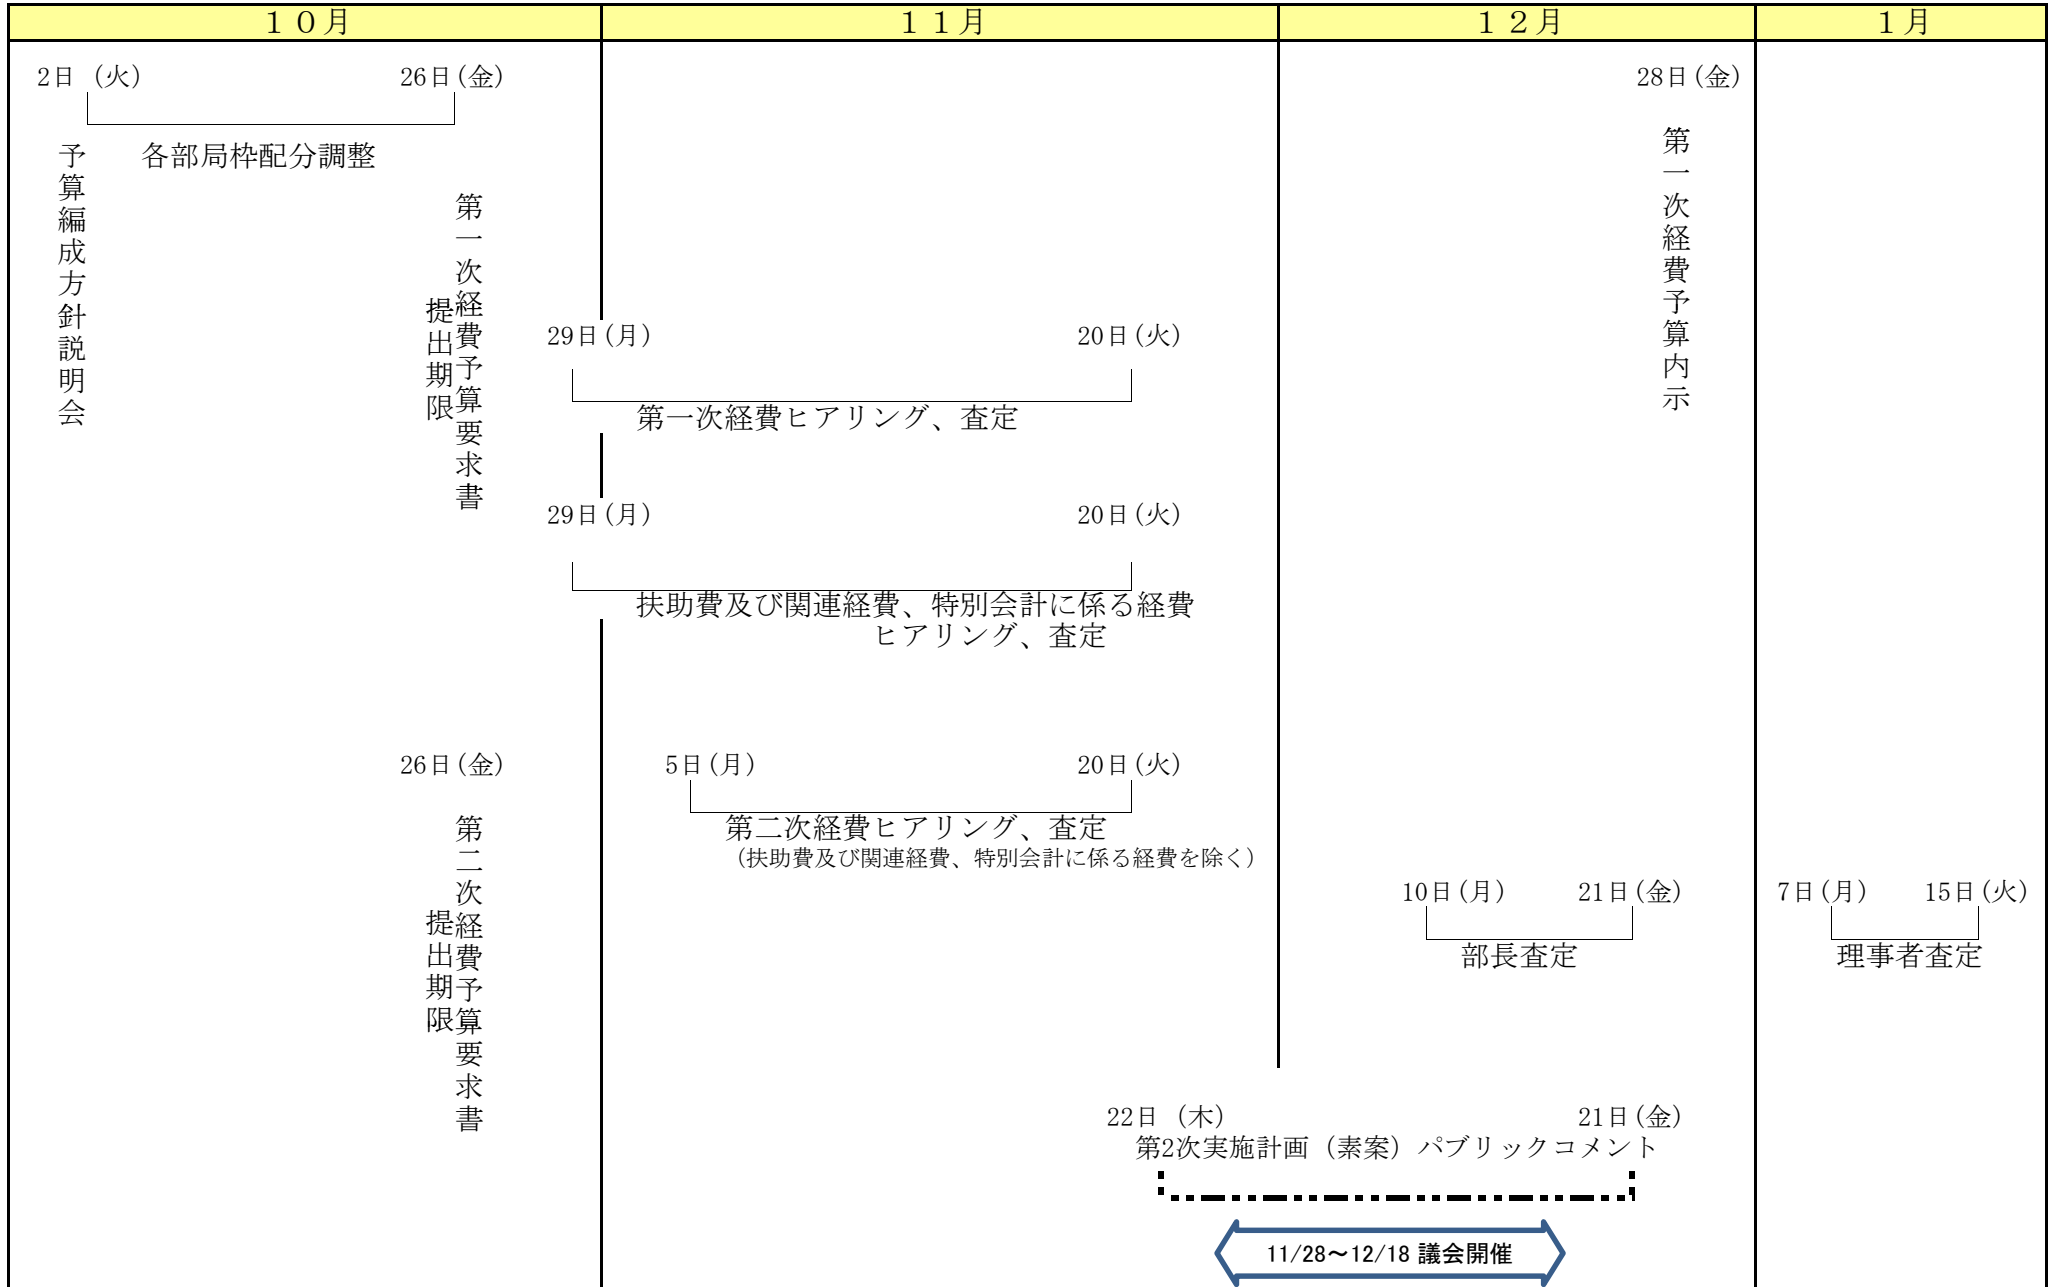 １０月
１１月
１２月
１月
2日（火）
26日(金)
28日(金)
各部局枠配分調整
予算編成方針説明会
第一次経費予算要求書
提出期限
第一次経費予算内示
29日(月)
20日(火)
第一次経費ヒアリング、査定
29日(月)
20日(火)
扶助費及び関連経費、特別会計に係る経費
ヒアリング、査定
26日(金)
5日(月)
20日(火)
第二次経費予算要求書
提出期限
第二次経費ヒアリング、査定
（扶助費及び関連経費、特別会計に係る経費を除く）
10日(月)
21日(金)
7日(月)
15日(火)
部長査定
理事者査定
22日（木）
21日(金)
第2次実施計画（素案）パブリックコメント
11/28～12/18 議会開催